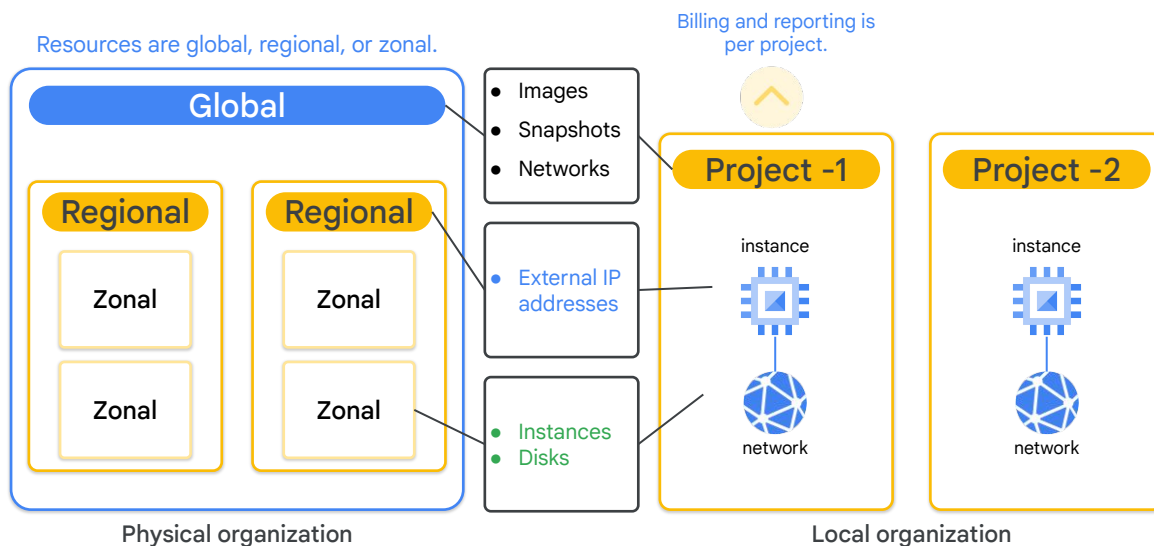 Resources are global, regional, or zonal.
Billing and reporting is
per project.
Global
• Images
• Snapshots
• Networks
Project -1
Project -2
Regional
Regional
Zonal
Zonal
• External IP
addresses
instance
instance
Zonal
Zonal
• Instances
• Disks
network
network
Physical organization
Local organization